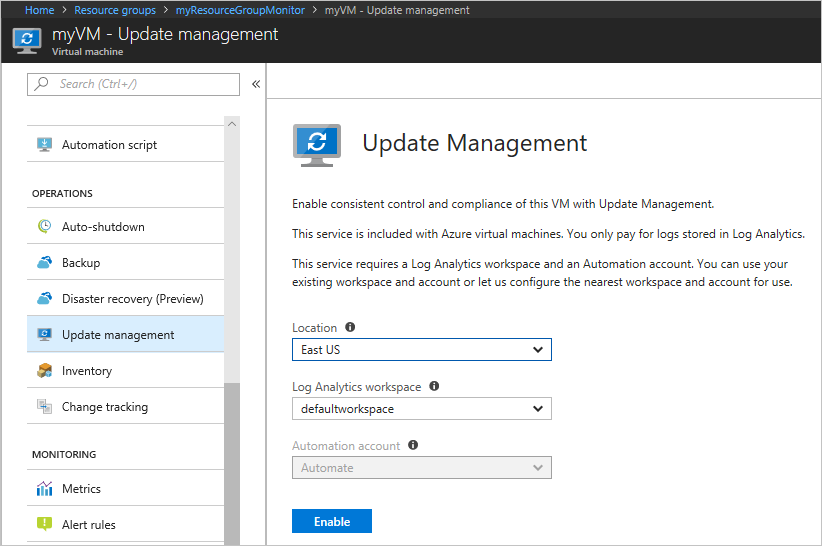 Home > Resource groups > myResourceGroupMonitor > myVM - Update management
myVM - Update management
Virtual machine
Search (Ctrl+/)
«
Automation script
OPERATIONS
Auto-shutdown
Backup
Disaster recovery (Preview)
Update management
Inventory
Change tracking
MONITORING
Metrics
Alert rules
Update Management
Enable consistent control and compliance of this VM with Update Management.
This service is included with Azure virtual machines. You only pay for logs stored in Log Analytics.
This service requires a Log Analytics workspace and an Automation account. You can use your
existing workspace and account or let us configure the nearest workspace and account for use.
Location
East US
Log Analytics workspace
defaultworkspace
Automation account
Automate
Enable